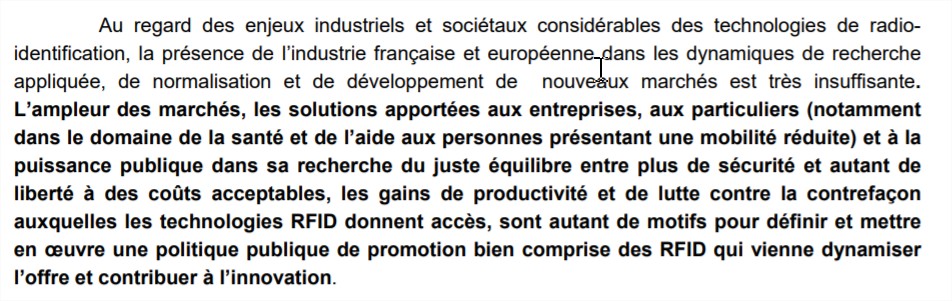 Au regard des enjeux industriels et sociétaux considérables des technologies de radio-
identification, la présence de l'industrie française et européenne dans les dynamiques de recherche
appliquée, de normalisation et de développement de nouveaux marchés est très insuffisante.
L'ampleur des marchés, les solutions apportées aux entreprises, aux particuliers (notamment
dans le domaine de la santé et de l'aide aux personnes présentant une mobilité réduite) et à la
puissance publique dans sa recherche du juste équilibre entre plus de sécurité et autant de
liberté à des coûts acceptables, les gains de productivité et de lutte contre la contrefaçon
auxquelles les technologies RFID donnent accès, sont autant de motifs pour définir et mettre
en œuvre une politique publique de promotion bien comprise des RFID qui vienne dynamiser
l'offre et contribuer à l'innovation.